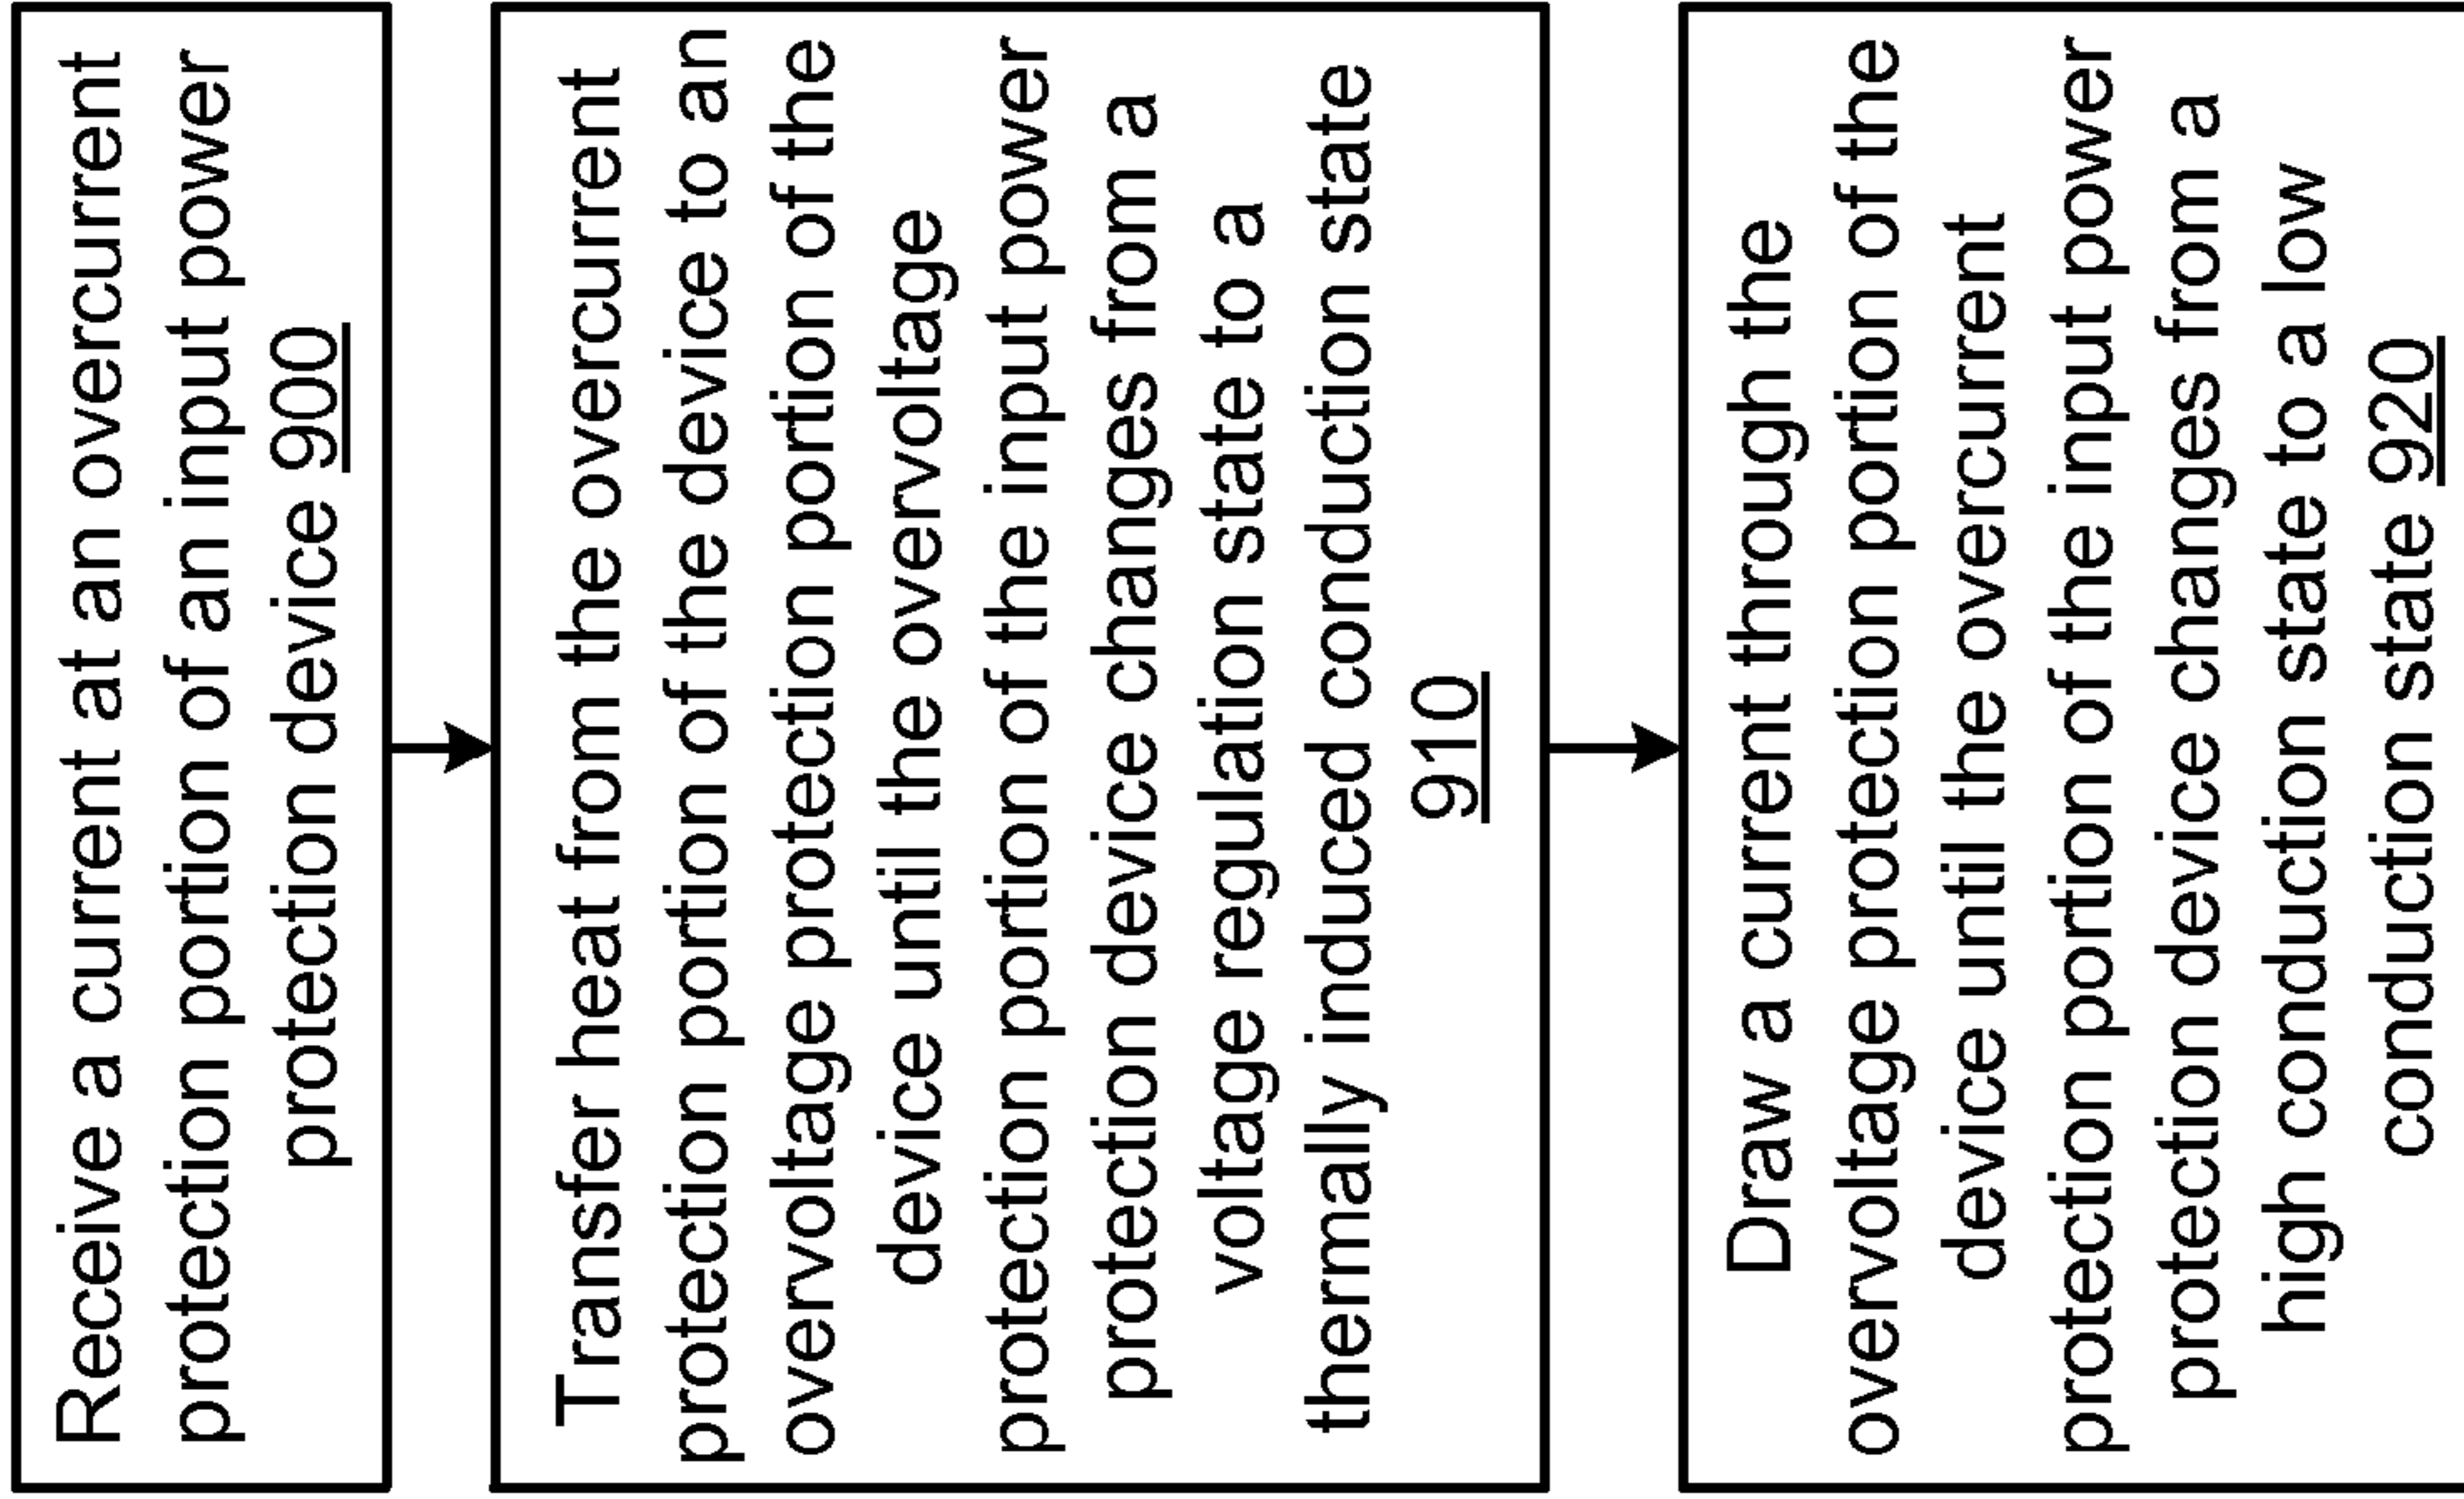 Receive a current at an overcurrent
protection portion of an input power
protection device 900
Transfer heat from the overcurrent
protection portion of the device to an
overvoltage protection portion of the
device until the overvoltage
protection portion of the input power
protection device changes from a
voltage regulation state to a
thermally induced conduction state
910
Draw a current through the
overvoltage protection portion of the
device until the overcurrent
protection portion of the input power
protection device changes from a
high conduction state to a low
conduction state 920